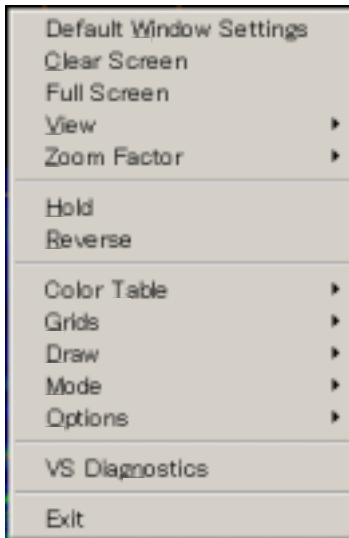 Default Window Settings
Clear Screen
Full Screen
View
Zoom Factor
Hold
Reverse
Color Table
Grids
Draw
Mode
Options
VS Diagnostics
Exit